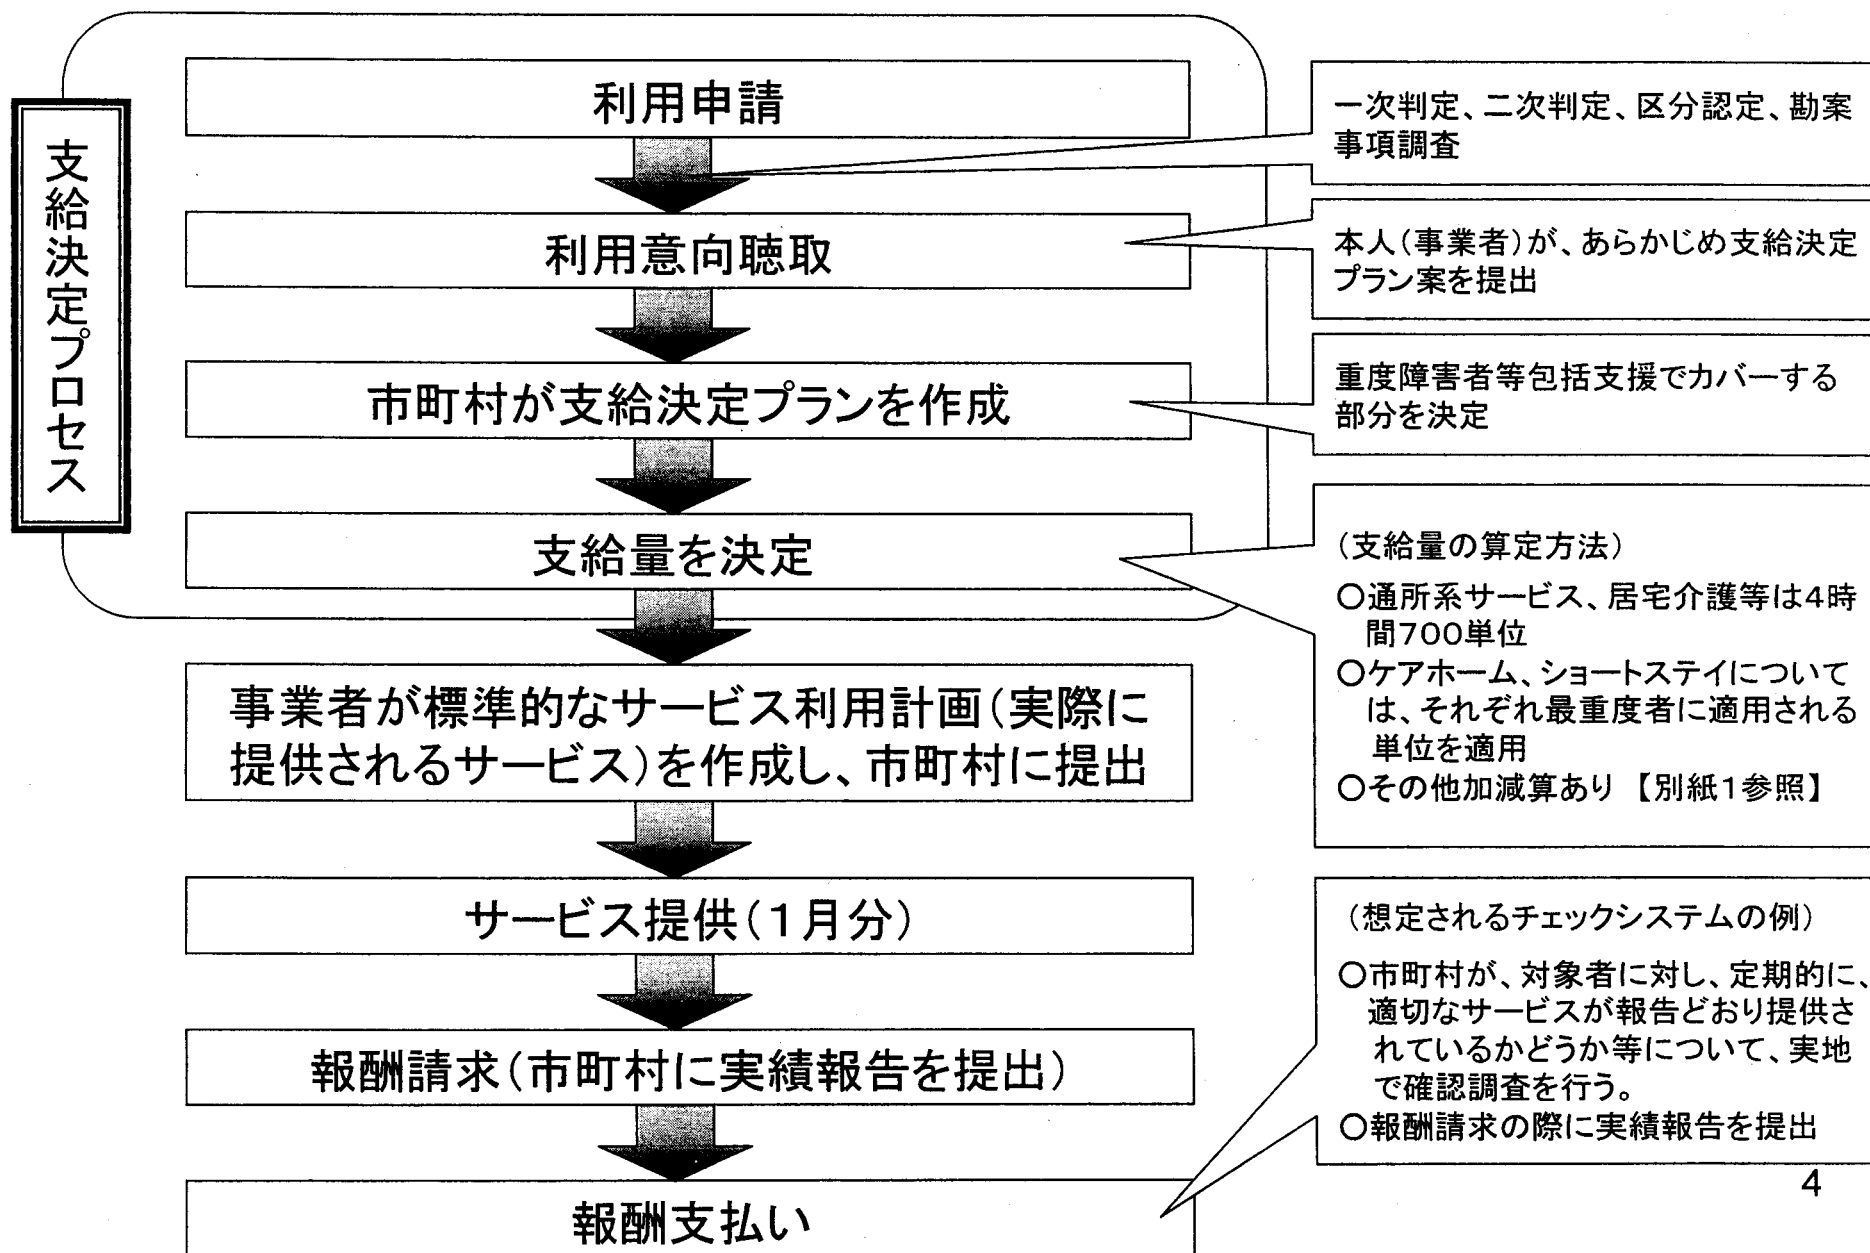 支給決定プロセス
利用申請
一次判定、二次判定、区分認定、勘案
事項調査
利用意向聴取
本人(事業者)が、あらかじめ支給決定
プラン案を提出
市町村が支給決定プランを作成
重度障害者等包括支援でカバーする
部分を決定
支給量を決定
(支給量の算定方法)
○通所系サービス、居宅介護等は4時
間700単位
○ケアホーム、ショートステイについて
は、それぞれ最重度者に適用される
単位を適用
○その他加減算あり 【別紙1参照】
事業者が標準的なサービス利用計画(実際に
提供されるサービス)を作成し、市町村に提出
サービス提供(1月分)
報酬請求(市町村に実績報告を提出)
(想定されるチェックシステムの例)
○市町村が、対象者に対し、定期的に、
適切なサービスが報告どおり提供さ
れているかどうか等について、実地
で確認調査を行う。
○報酬請求の際に実績報告を提出
報酬支払い
4